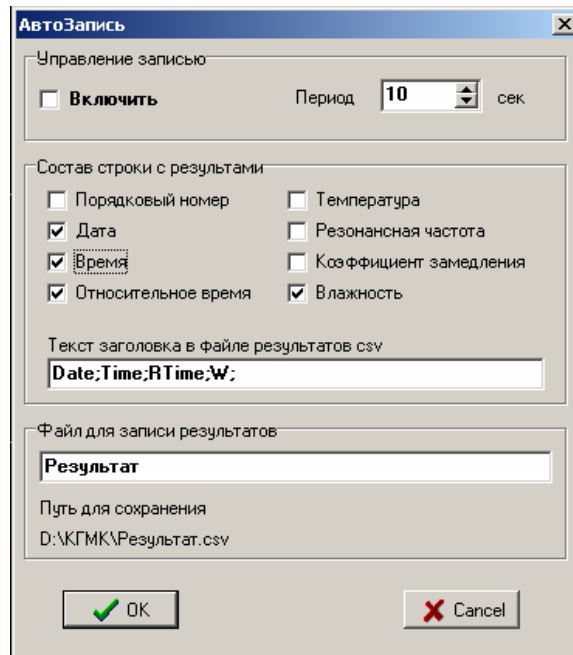 АвтоЗапись
Управление записью
Включить Период 10 сек
Состав строки с результами
Порядковый номер Температура
Дата Резонансная частота
Время Коэффициент замедления
Относительное время Влажность
Текст заголовка в файле результатов csv
Date;Time;RTime;W;
Файл для записи результатов
Результат
Путь для сохранения
D:\КГМК\Результат.csv
OK Cancel